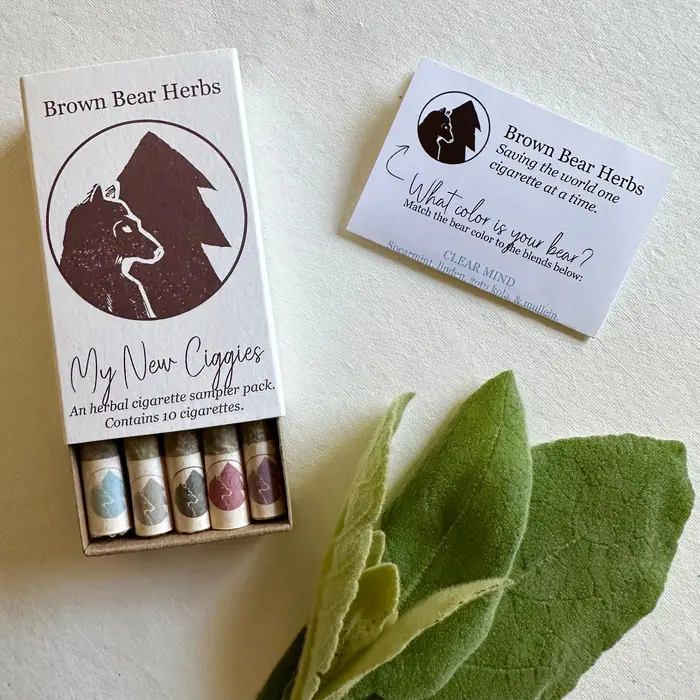 Brown Bear Herbs
My New Ciggies
An herbal cigarette sampler pack.
Contains 10 cigarettes.
Brown Bear Herbs
Saving the world one
cigarette at a time.
What color is your bear?
Match the bear color to the blends below:
CLEAR MIND
Spearmint, linden, gotu kola, & mullein.